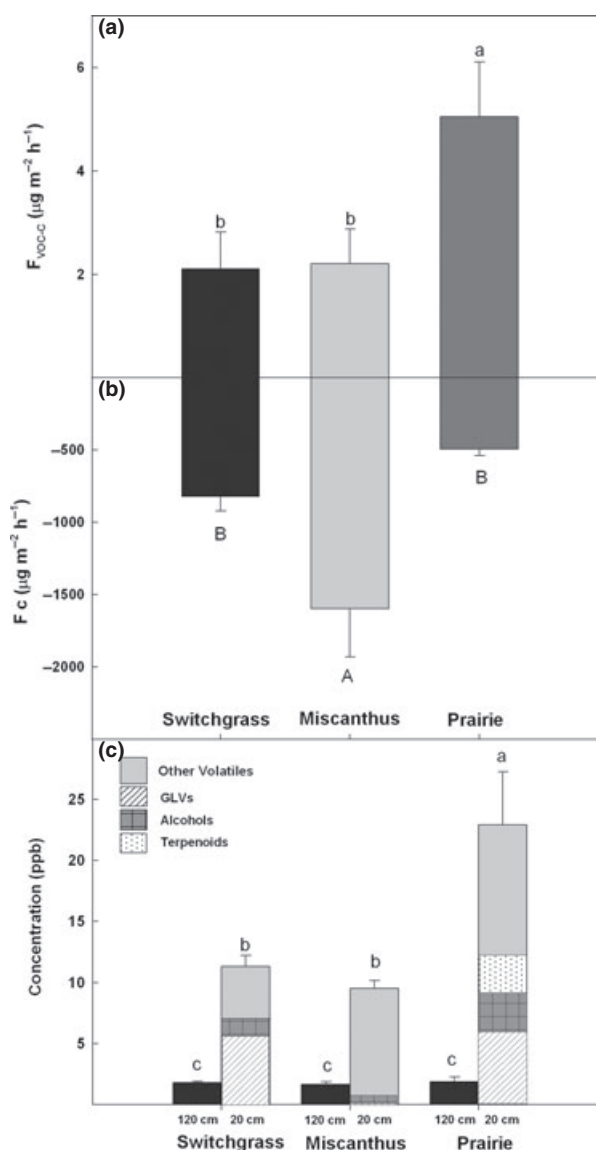 (a)
6
4
2
F_VOC-C (µg m⁻² h⁻¹)
b
b
a
(b)
−500
−1000
−1500
−2000
F c (µg m⁻² h⁻¹)
B
A
B
Switchgrass Miscanthus Prairie
(c)
Other Volatiles
GLVs
Alcohols
Terpenoids
25
20
15
10
5
Concentration (ppb)
c
b
c
b
c
a
120 cm 20 cm 120 cm 20 cm 120 cm 20 cm
Switchgrass Miscanthus Prairie